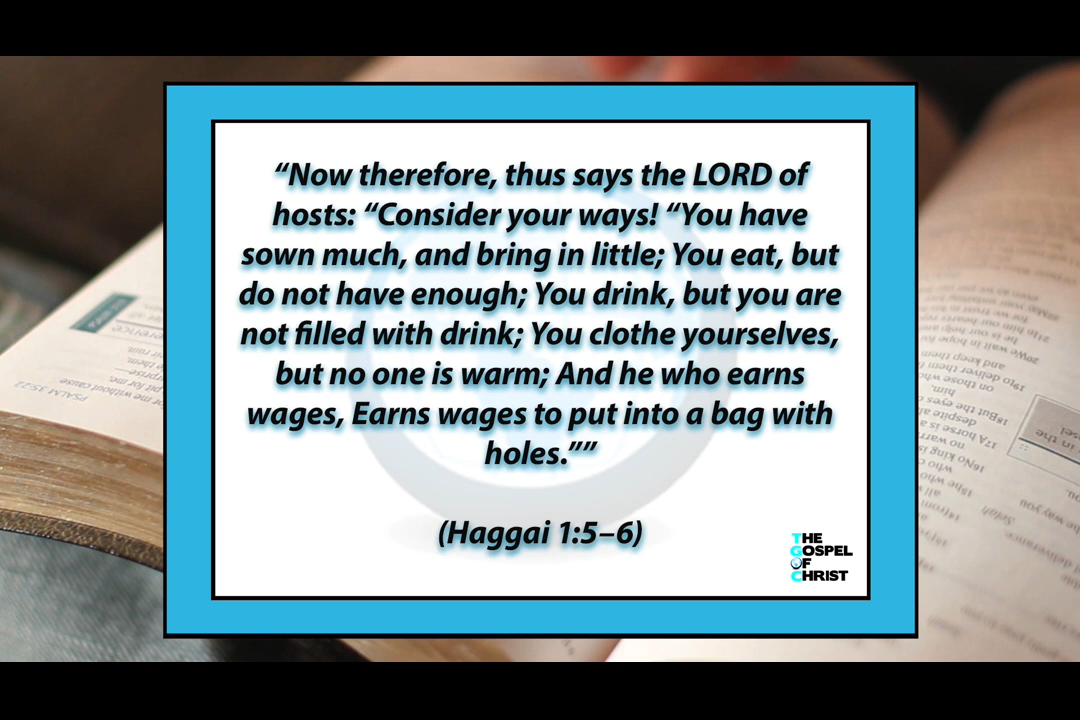 “Now therefore, thus says the LORD of
hosts: “Consider your ways! “You have
sown much, and bring in little; You eat, but
do not have enough; You drink, but you are
not filled with drink; You clothe yourselves,
but no one is warm; And he who earns
wages, Earns wages to put into a bag with
holes.””
(Haggai 1:5–6)
THE
GOSPEL
OF
CHRIST
PSALM 35:22